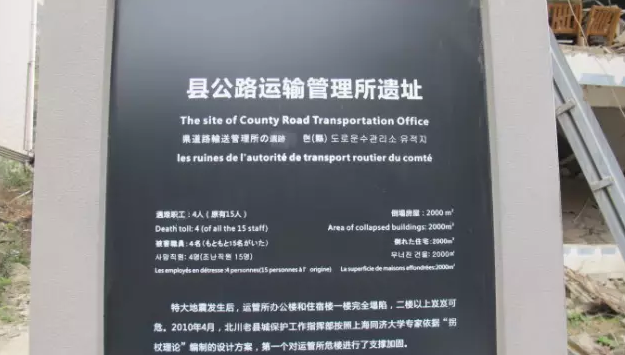 县公路运输管理所遗址
The site of County Road Transportation Office
県道路輸送管理所の遺跡 현(縣) 도로운수관리소 유적지
les ruines de l'autorité de transport routier du comté
遇难职工：4人（原有15人）
倒塌房屋：2000 m²
Death toll: 4 (of all the 15 staff)
Area of collapsed buildings: 2000m²
被害職員：4名（もともと15名がいた）
倒れた住宅：2000m²
사망직원: 4명(조난직원 15명)
무너진 건물: 2000㎡
Les employés en détresse :4 personnes(15 personnes à l' origine)
La superficie de maisons effondrées:2000m²
特大地震发生后，运管所办公楼和住宿楼一楼完全塌陷，二楼以上岌岌可
危。2010年4月，北川老县城保护工作指挥部按照上海同济大学专家依据“拐
杖理论”编制的设计方案，第一个对运管所危楼进行了支撑加固。